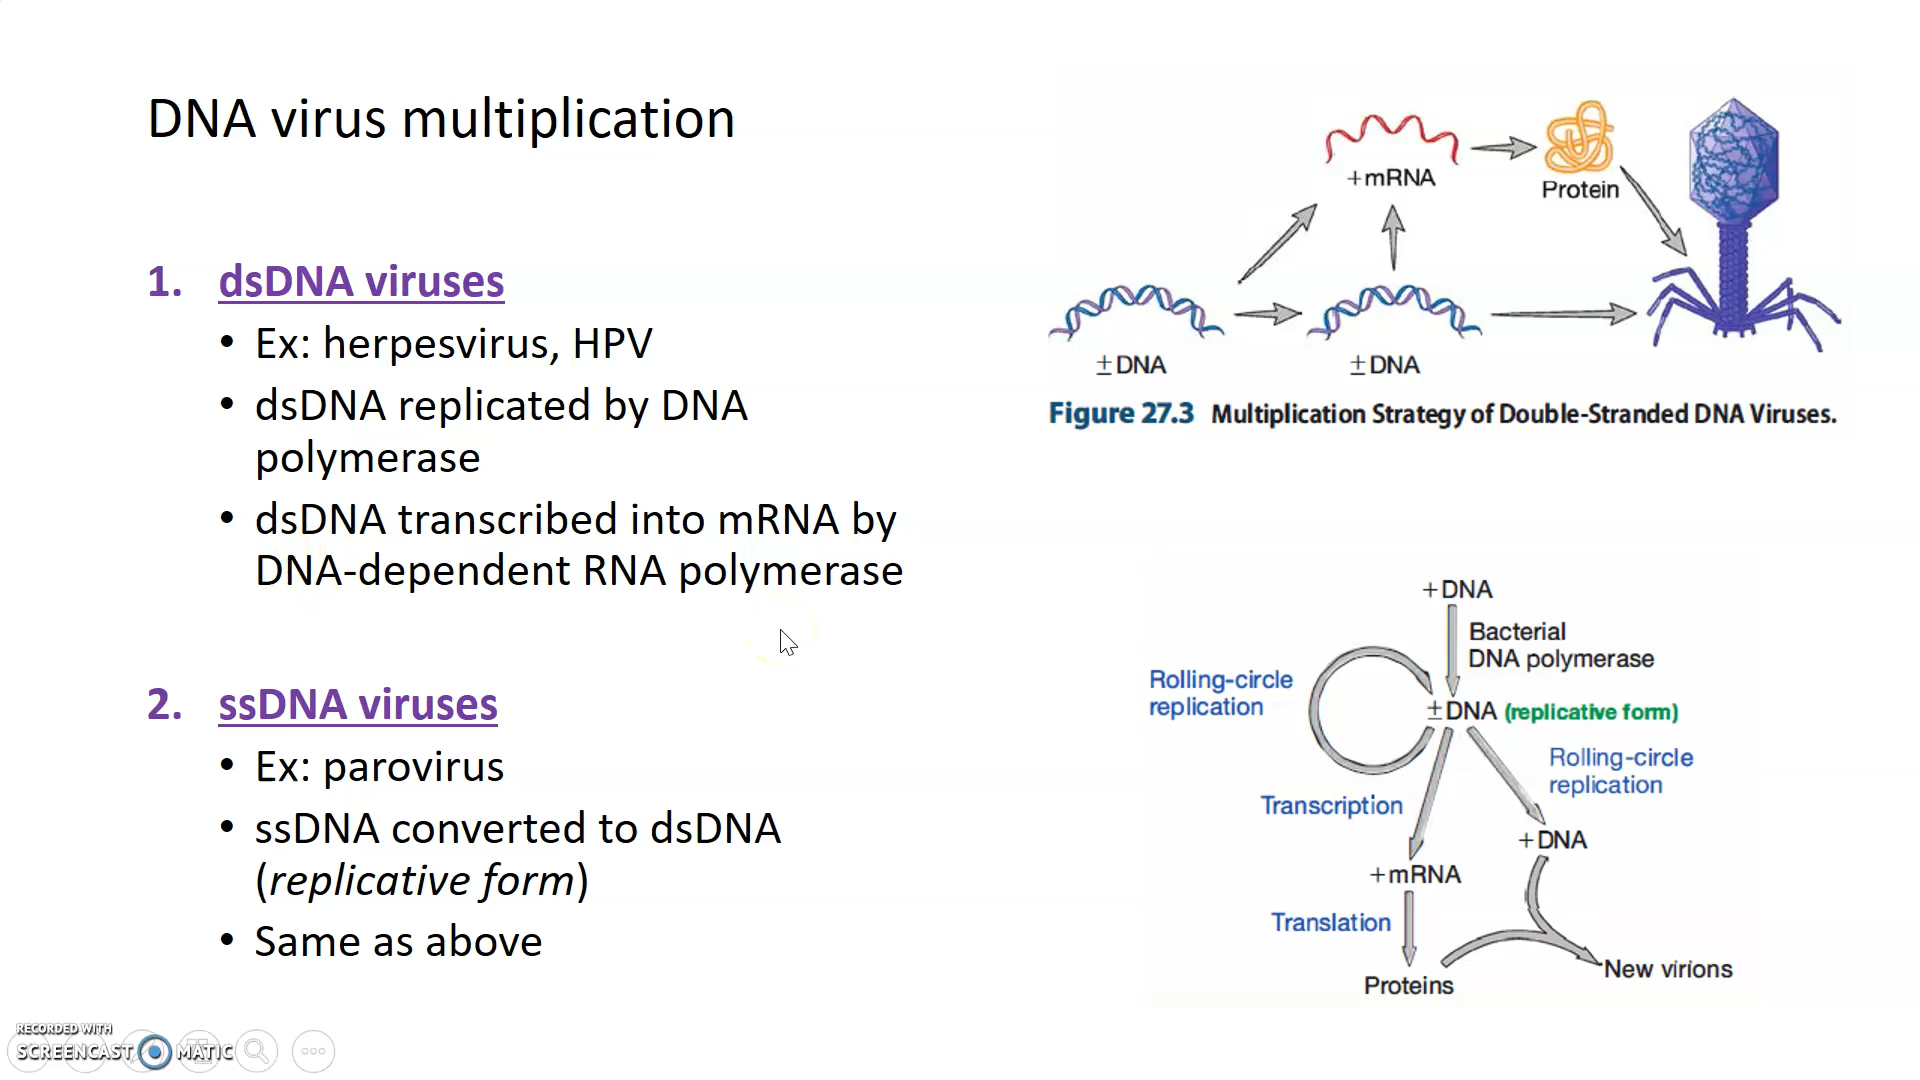 DNA virus multiplication
1. dsDNA viruses
• Ex: herpesvirus, HPV
• dsDNA replicated by DNA
polymerase
• dsDNA transcribed into mRNA by
DNA-dependent RNA polymerase
2. ssDNA viruses
• Ex: parovirus
• ssDNA converted to dsDNA
(replicative form)
• Same as above
+mRNA
Protein
±DNA
±DNA
Figure 27.3 Multiplication Strategy of Double-Stranded DNA Viruses.
+DNA
Bacterial
DNA polymerase
Rolling-circle
replication
±DNA (replicative form)
Rolling-circle
replication
Transcription
+DNA
+mRNA
Translation
New virions
Proteins
RECORDED WITH
SCREENCAST MATIC